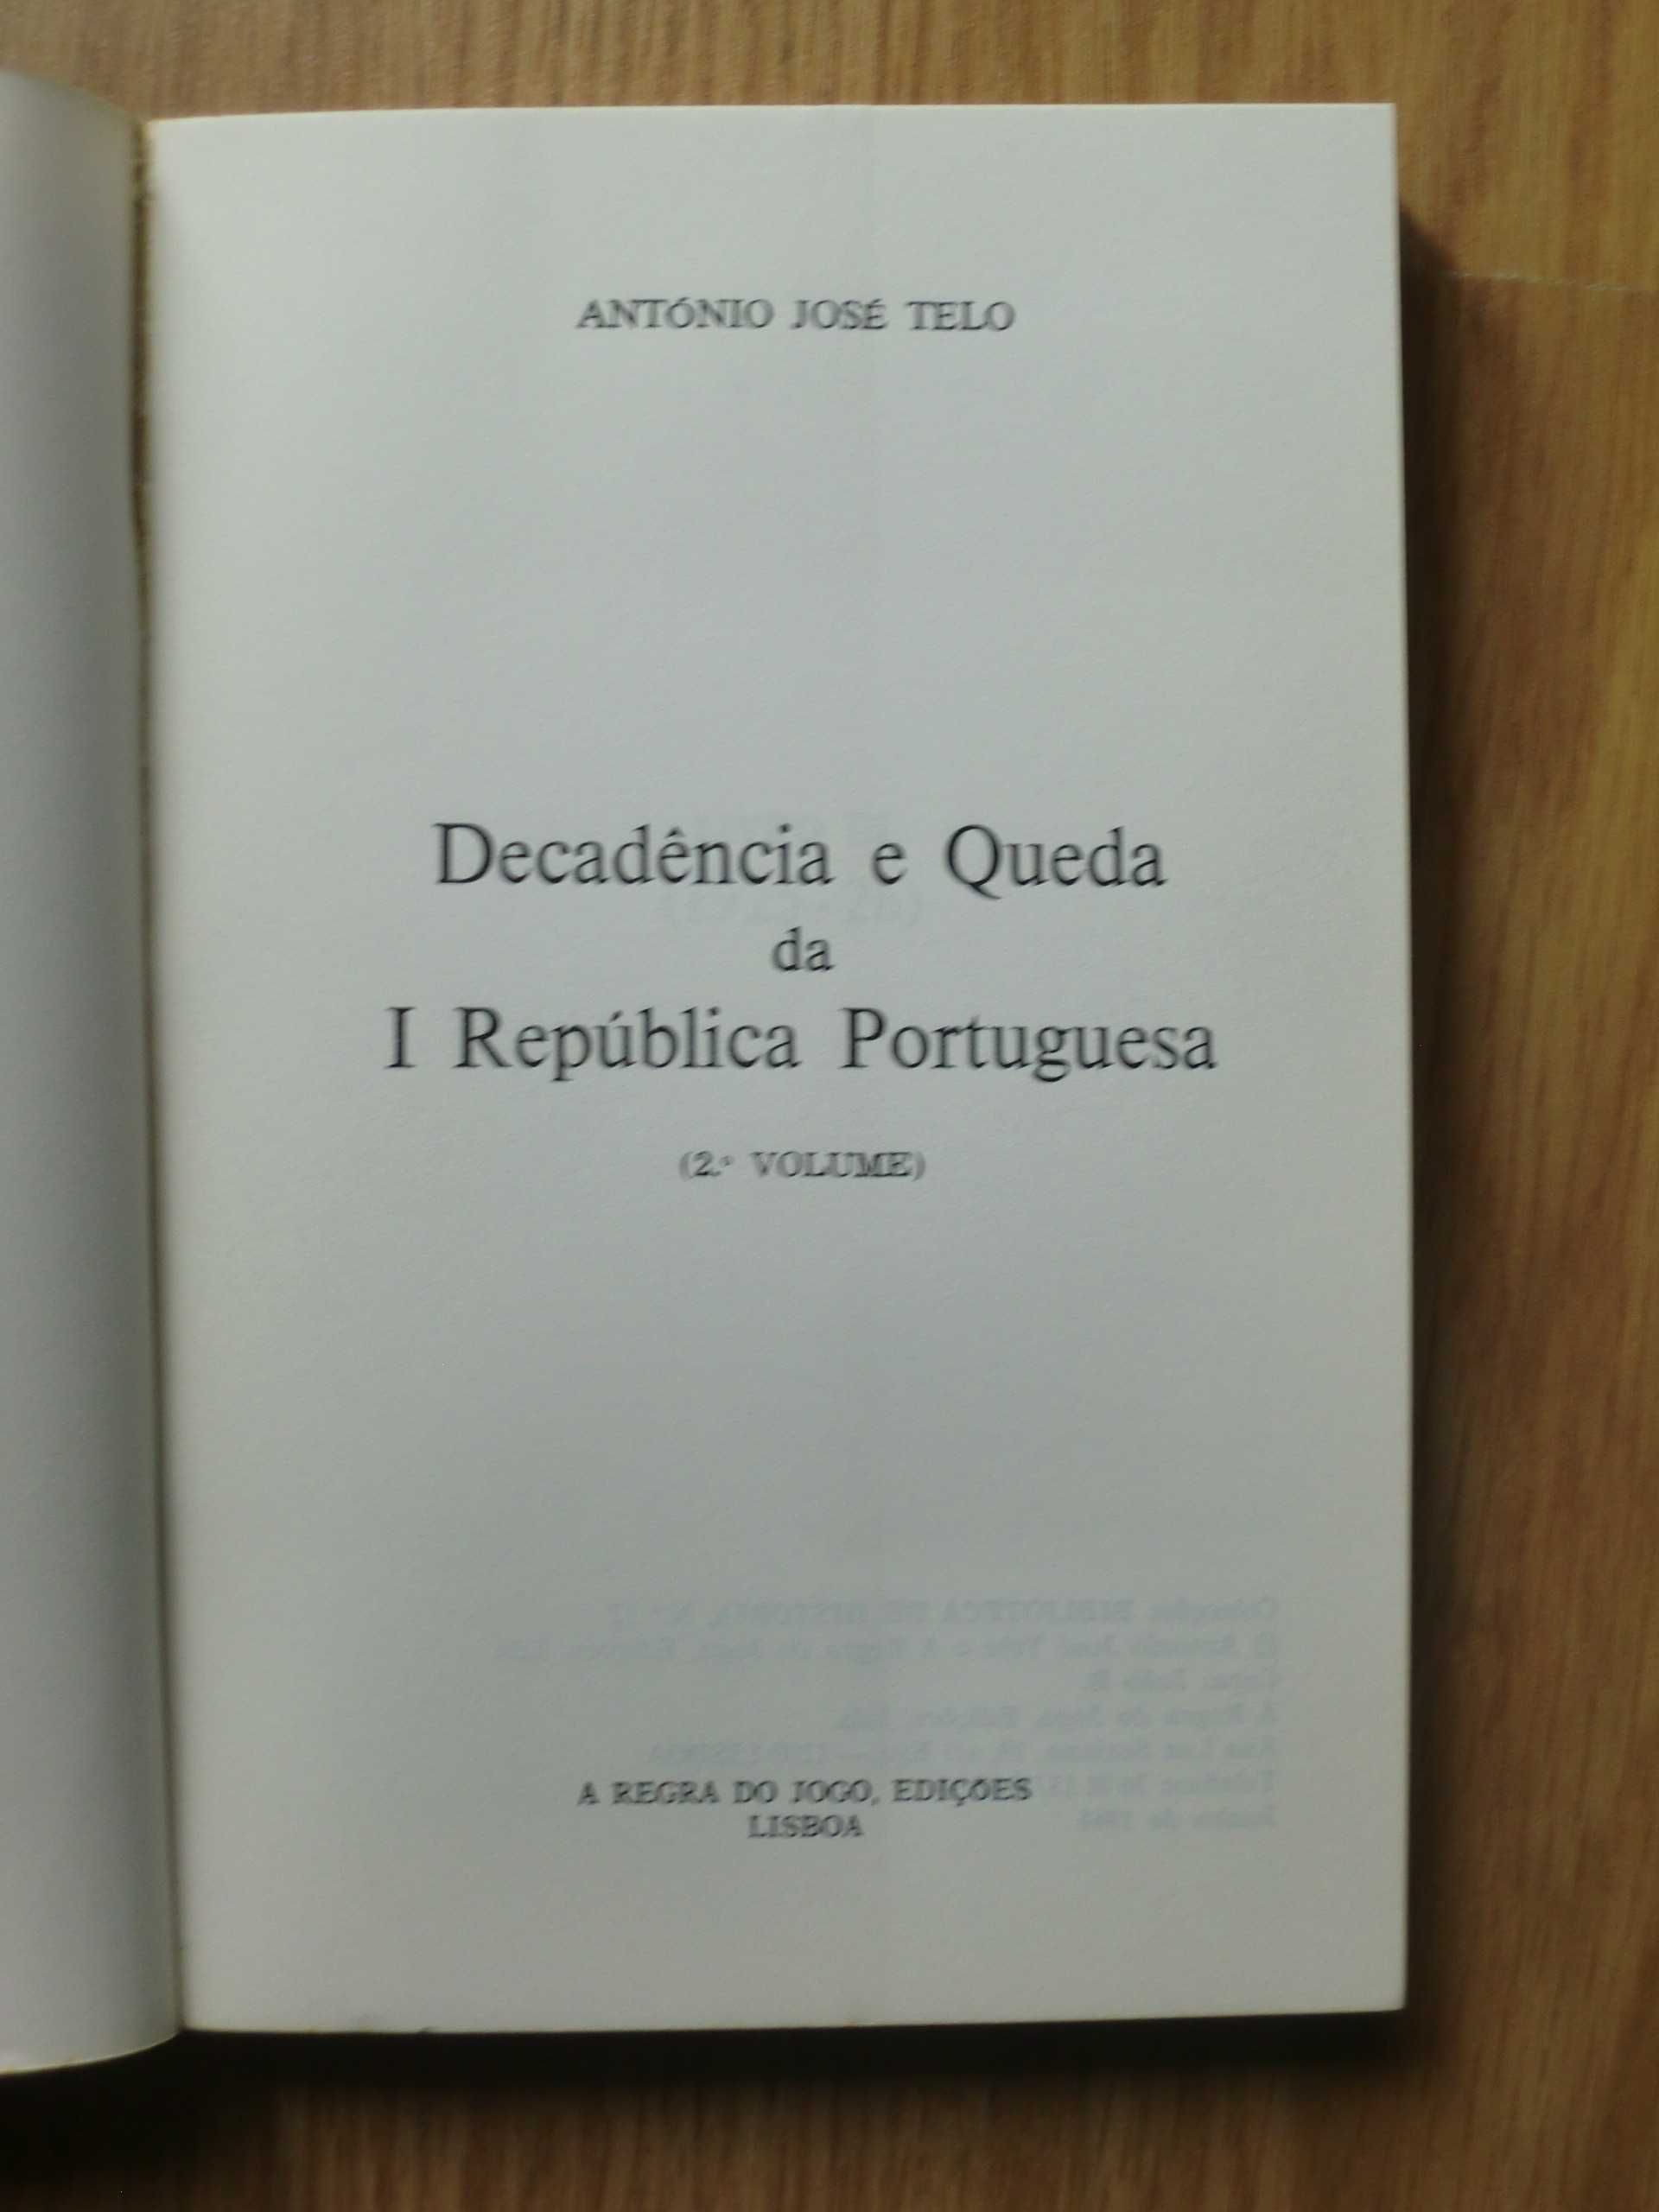 ANTÓNIO JOSÉ TELO
Decadência e Queda
da
I República Portuguesa
(2.º VOLUME)
A REGRA DO JOGO, EDIÇÕES
LISBOA